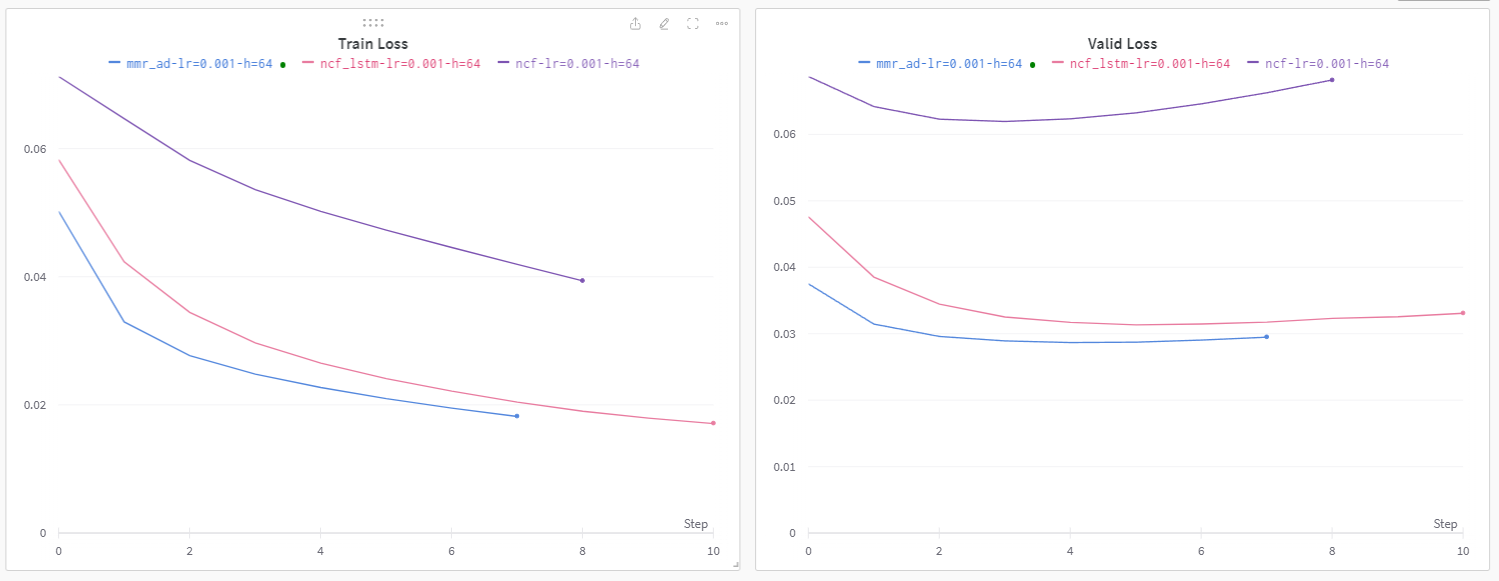 Train Loss
mmr_ad-lr=0.001-h=64 ncf_lstm-lr=0.001-h=64 ncf-lr=0.001-h=64
0.06
0.04
0.02
0
Step
0 2 4 6 8 10
Valid Loss
mmr_ad-lr=0.001-h=64 ncf_lstm-lr=0.001-h=64 ncf-lr=0.001-h=64
0.06
0.05
0.04
0.03
0.02
0.01
0
Step
0 2 4 6 8 10